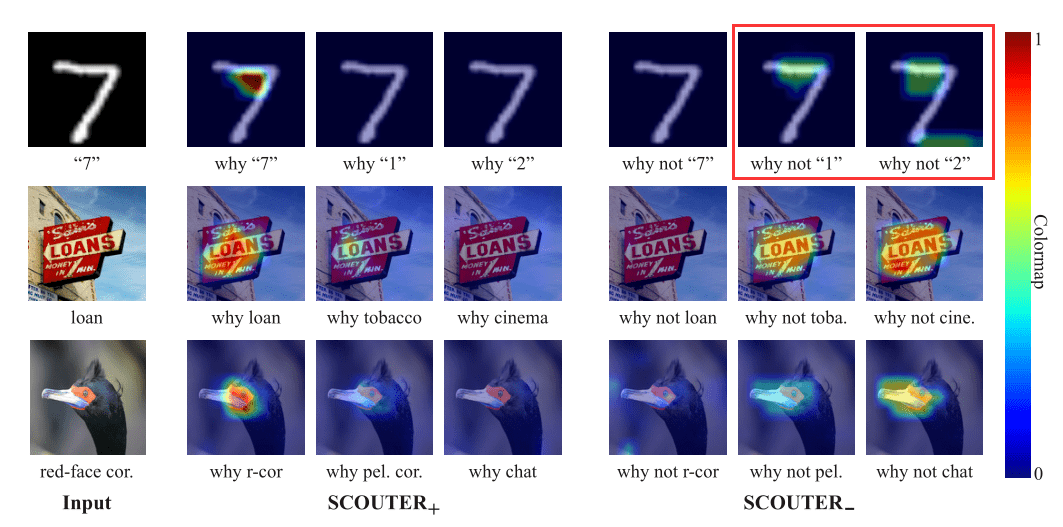 1
"7" why "7" why "1" why "2" why not "7" why not "1" why not "2"
Scivis
LOANS
MONEY
IN 1 MIN.
loan why loan why tobacco why cinema why not loan why not toba. why not cine.
Colormap
red-face cor. why r-cor why pel. cor. why chat why not r-cor why not pel. why not chat
0
Input SCOUTER+ SCOUTER-